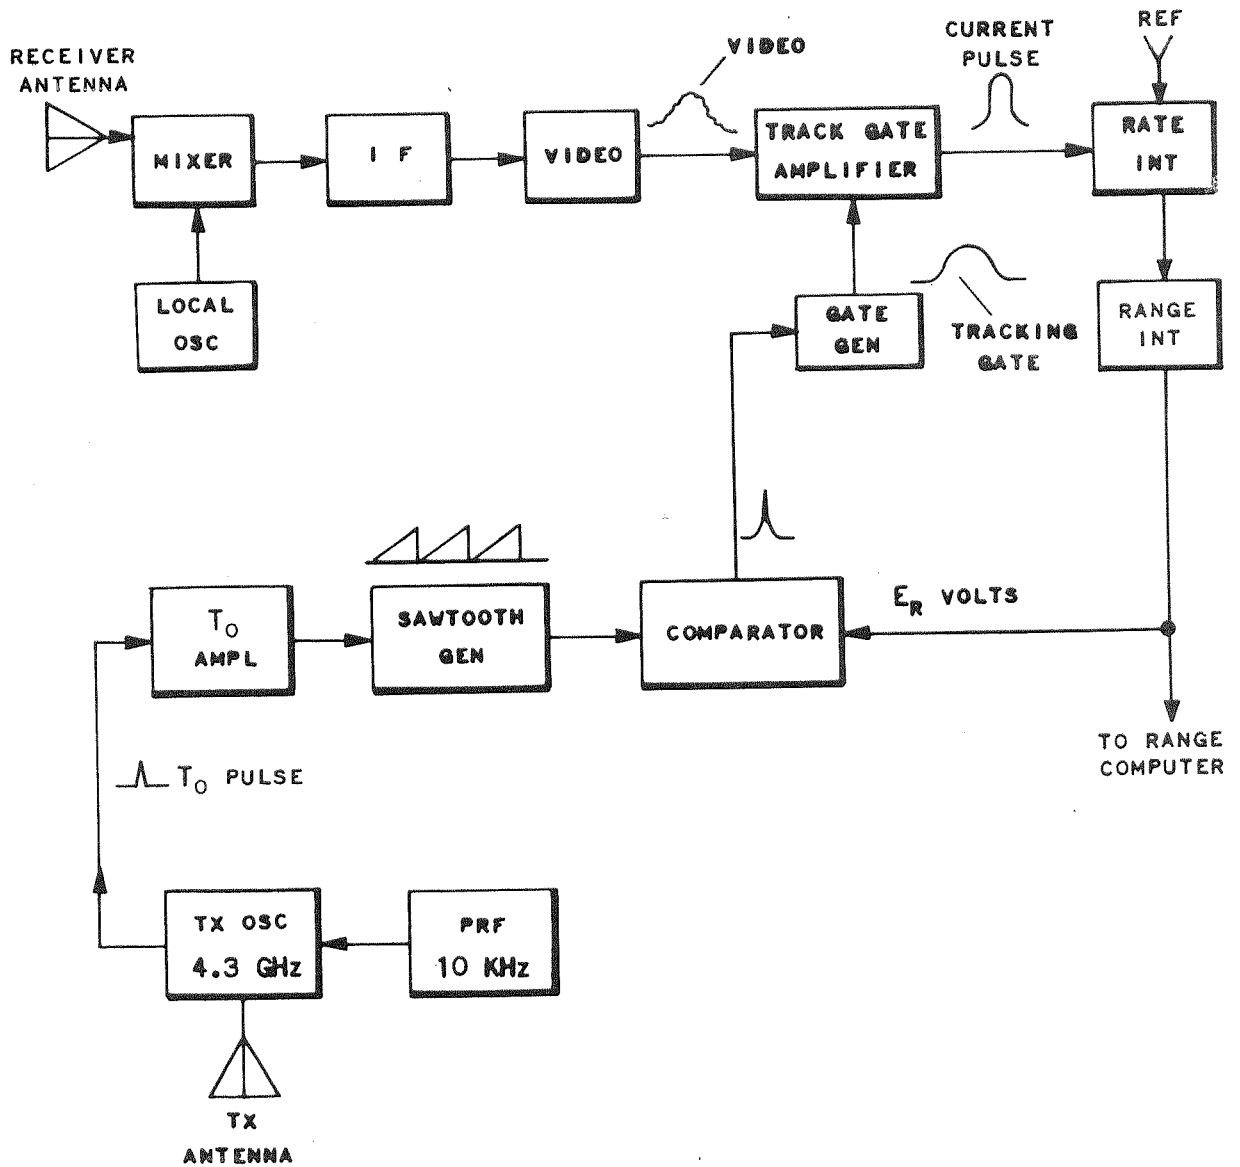 RECEIVER
ANTENNA
MIXER
I F
VIDEO
VIDEO
TRACK GATE
AMPLIFIER
CURRENT
PULSE
REF
RATE
INT
LOCAL
OSC
GATE
GEN
TRACKING
GATE
RANGE
INT
T₀
AMPL
SAWTOOTH
GEN
COMPARATOR
E_R VOLTS
TO RANGE
COMPUTER
T₀ PULSE
TX OSC
4.3 GHz
PRF
10 KHz
TX
ANTENNA